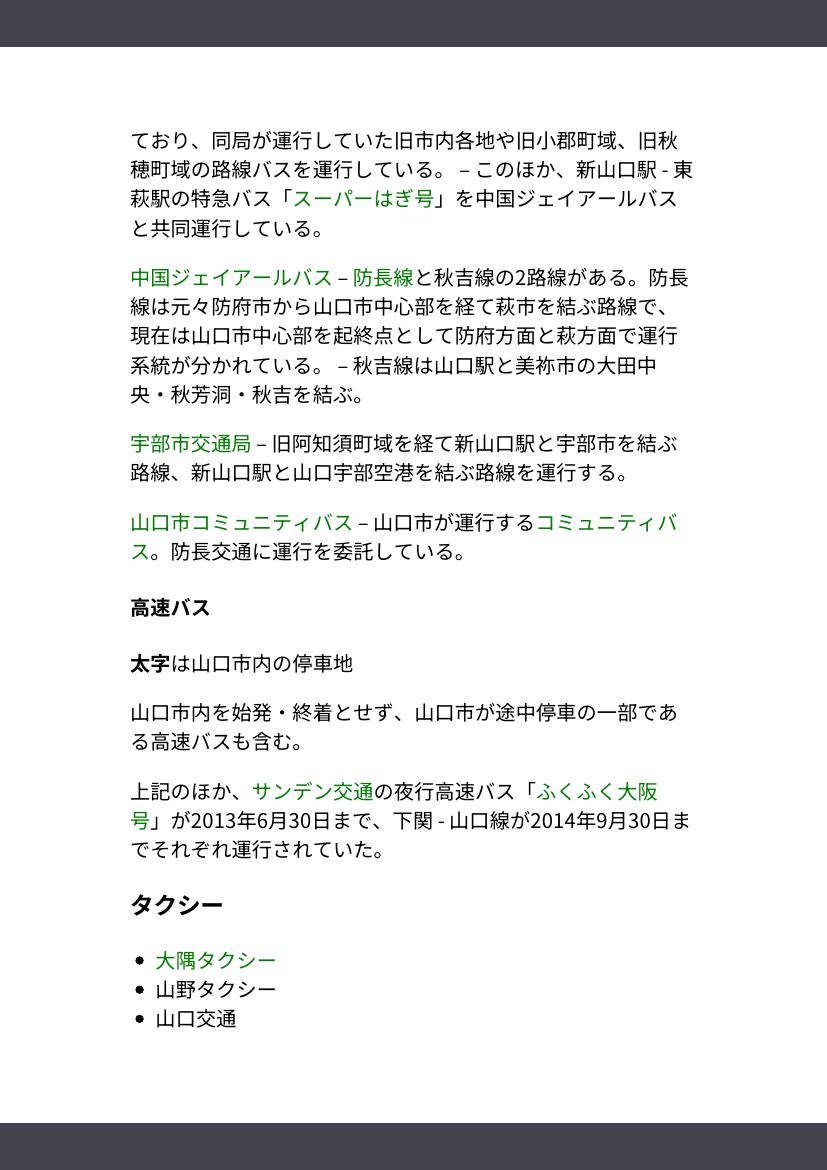 ており、同局が運行していた旧市内各地や旧小郡町域、旧秋
穂町域の路線バスを運行している。 – このほか、新山口駅 - 東
萩駅の特急バス「スーパーはぎ号」を中国ジェイアールバス
と共同運行している。
中国ジェイアールバス – 防長線と秋吉線の2路線がある。防長
線は元々防府市から山口市中心部を経て萩市を結ぶ路線で、
現在は山口市中心部を起終点として防府方面と萩方面で運行
系統が分かれている。 – 秋吉線は山口駅と美祢市の大田中
央・秋芳洞・秋吉を結ぶ。
宇部市交通局 – 旧阿知須町域を経て新山口駅と宇部市を結ぶ
路線、新山口駅と山口宇部空港を結ぶ路線を運行する。
山口市コミュニティバス – 山口市が運行するコミュニティバ
ス。防長交通に運行を委託している。
高速バス
太字は山口市内の停車地
山口市内を始発・終着とせず、山口市が途中停車の一部であ
る高速バスも含む。
上記のほか、サンデン交通の夜行高速バス「ふくふく大阪
号」が2013年6月30日まで、下関 - 山口線が2014年9月30日ま
でそれぞれ運行されていた。
タクシー
• 大隅タクシー
• 山野タクシー
• 山口交通